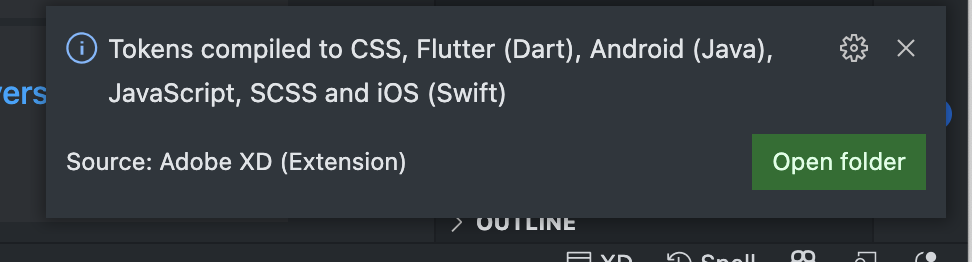 Tokens compiled to CSS, Flutter (Dart), Android (Java),
JavaScript, SCSS and iOS (Swift)
vers
Source: Adobe XD (Extension)
Open folder
OUTLINE
XD
Spell